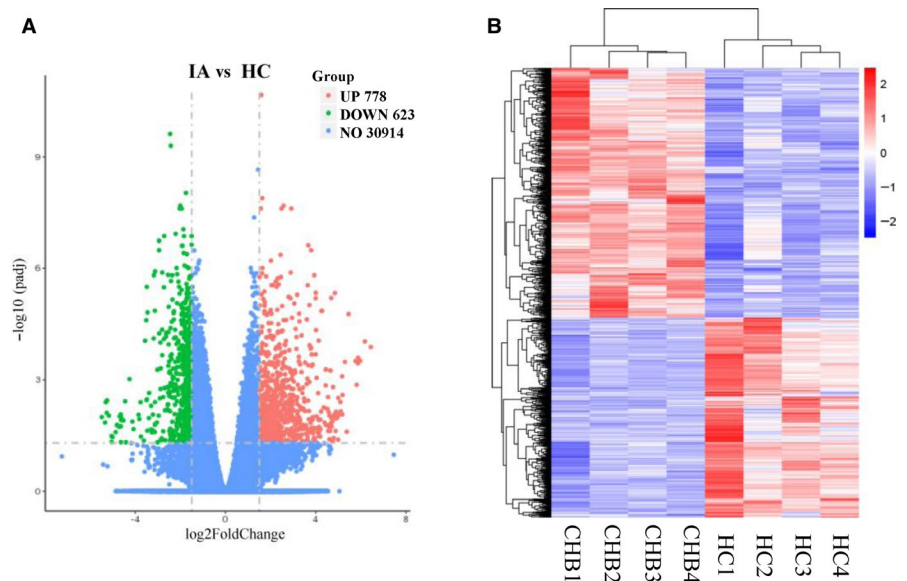 A
IA vs HC
Group
UP 778
DOWN 623
NO 30914
9
6
3
0
-log10 (padj)
-4
0
4
8
log2FoldChange
B
2
1
0
−1
−2
CHB1
CHB2
CHB3
CHB4
HC1
HC2
HC3
HC4